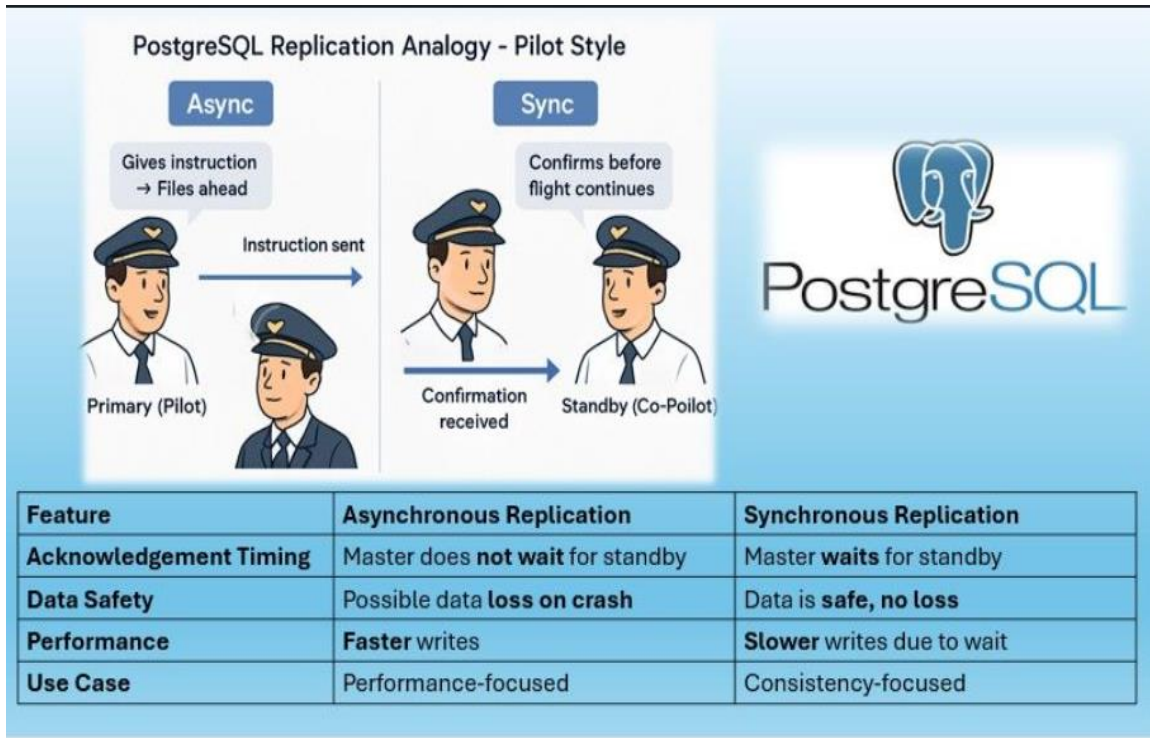 PostgreSQL Replication Analogy - Pilot Style
Async
Gives instruction
→ Files ahead
Instruction sent
Primary (Pilot)
Sync
Confirms before
flight continues
Confirmation
received
Standby (Co-Poilot)
PostgreSQL
Feature Asynchronous Replication Synchronous Replication
Acknowledgement Timing Master does not wait for standby Master waits for standby
Data Safety Possible data loss on crash Data is safe, no loss
Performance Faster writes Slower writes due to wait
Use Case Performance-focused Consistency-focused